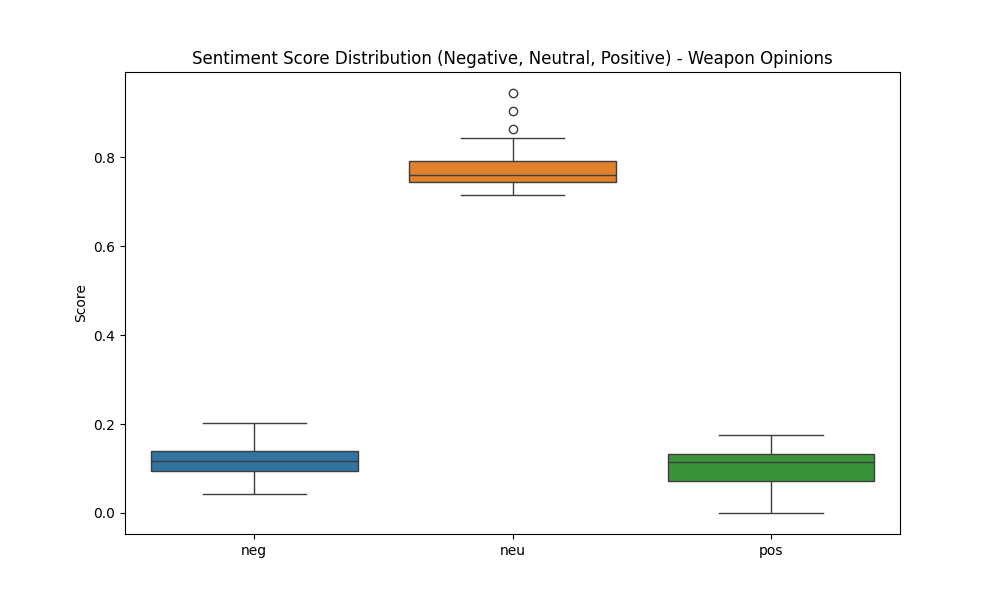 Sentiment Score Distribution (Negative, Neutral, Positive) - Weapon Opinions
Score
0.8
0.6
0.4
0.2
0.0
neg neu pos